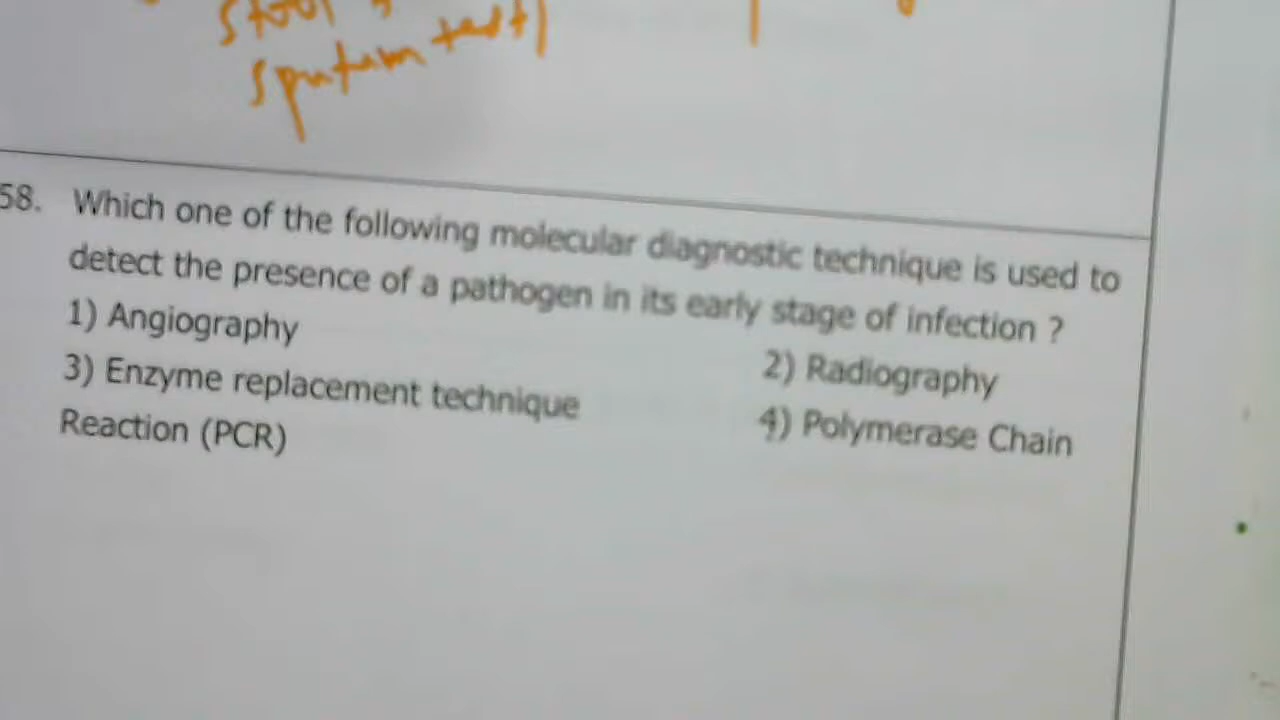 stool
sputum test)
58. Which one of the following molecular diagnostic technique is used to
detect the presence of a pathogen in its early stage of infection ?
1) Angiography
2) Radiography
3) Enzyme replacement technique
4) Polymerase Chain
Reaction (PCR)